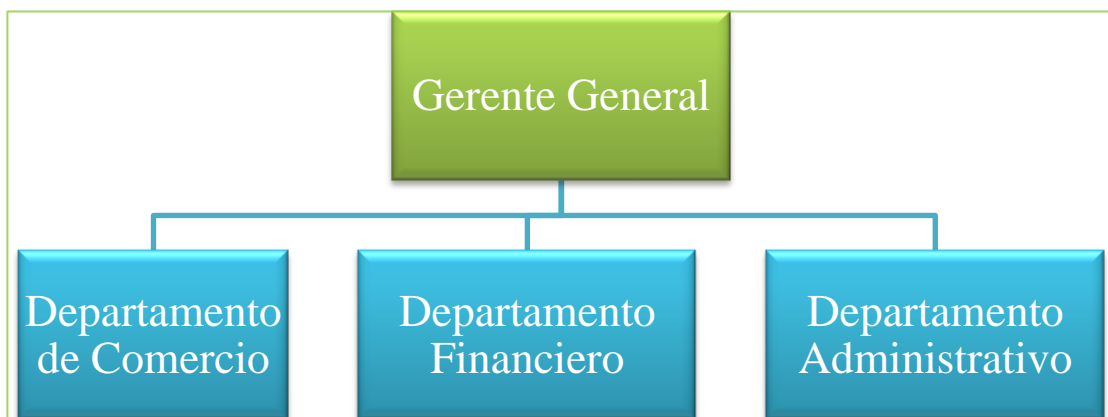 Gerente General
Departamento
de Comercio
Departamento
Financiero
Departamento
Administrativo